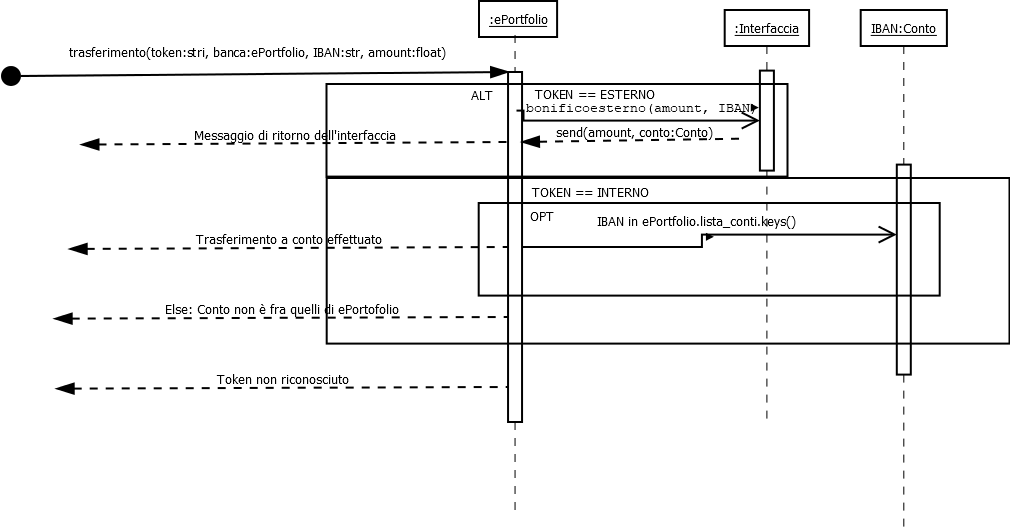 :ePortfolio
:Interfaccia
IBAN:Conto
trasferimento(token:stri, banca:ePortfolio, IBAN:str, amount:float)
ALT
TOKEN == ESTERNO
bonificoesterno(amount, IBAN)
Messaggio di ritorno dell'interfaccia
send(amount, conto:Conto)
TOKEN == INTERNO
OPT
IBAN in ePortfolio.lista_conti.keys()
Trasferimento a conto effettuato
Else: Conto non è fra quelli di ePortofolio
Token non riconosciuto